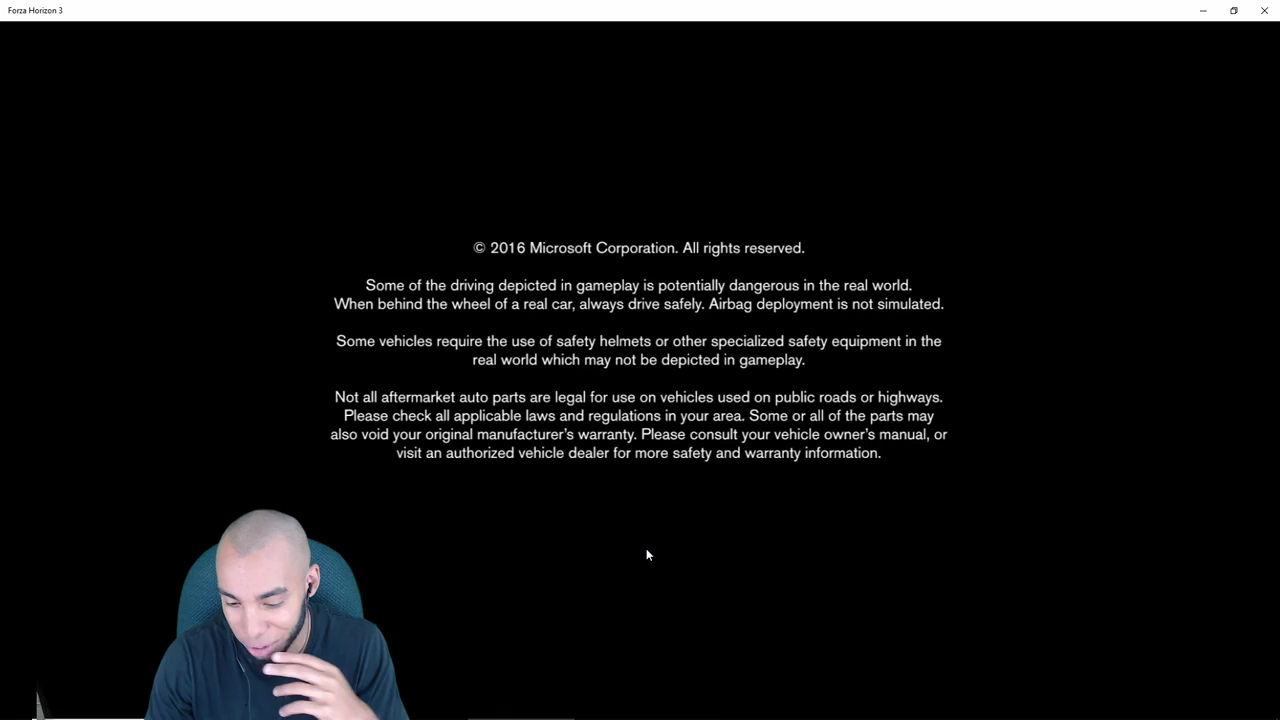 Forza Horizon 3
© 2016 Microsoft Corporation. All rights reserved.
Some of the driving depicted in gameplay is potentially dangerous in the real world.
When behind the wheel of a real car, always drive safely. Airbag deployment is not simulated.
Some vehicles require the use of safety helmets or other specialized safety equipment in the
real world which may not be depicted in gameplay.
Not all aftermarket auto parts are legal for use on vehicles used on public roads or highways.
Please check all applicable laws and regulations in your area. Some or all of the parts may
also void your original manufacturer's warranty. Please consult your vehicle owner's manual, or
visit an authorized vehicle dealer for more safety and warranty information.